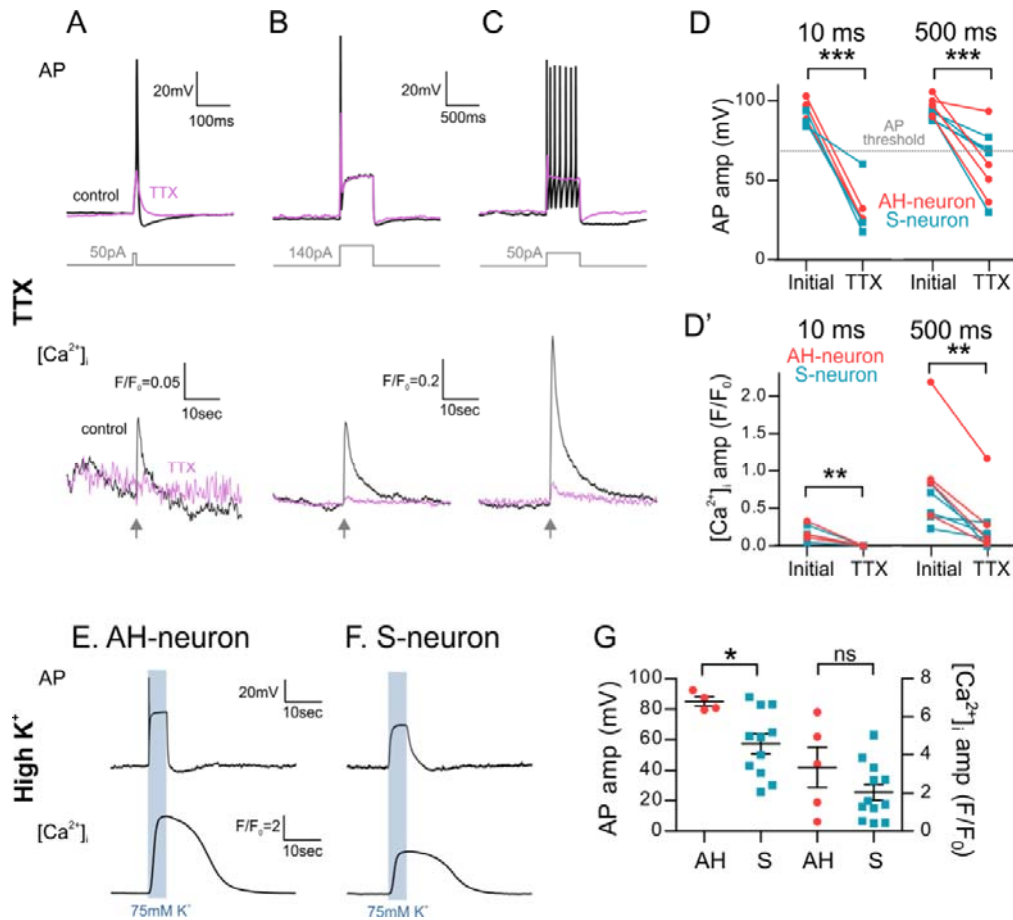 A
B
C
D
AP
20mV
100ms
20mV
500ms
control
TTX
50pA
140pA
50pA
10 ms
500 ms
***
***
AP amp (mV)
100
50
0
AP
threshold
AH-neuron
S-neuron
Initial
TTX
Initial
TTX
TTX
[Ca²⁺]ᵢ
F/F₀=0.05
10sec
F/F₀=0.2
10sec
control
TTX
D'
10 ms
500 ms
AH-neuron
S-neuron
**
**
[Ca²⁺]ᵢ amp (F/F₀)
2.0
1.5
1.0
0.5
0.0
Initial
TTX
Initial
TTX
High K⁺
E. AH-neuron
F. S-neuron
AP
20mV
10sec
[Ca²⁺]ᵢ
F/F₀=2
10sec
75mM K⁺
75mM K⁺
G
*
ns
AP amp (mV)
100
80
60
40
20
0
8
6
4
2
0
[Ca²⁺]ᵢ amp (F/F₀)
AH
S
AH
S